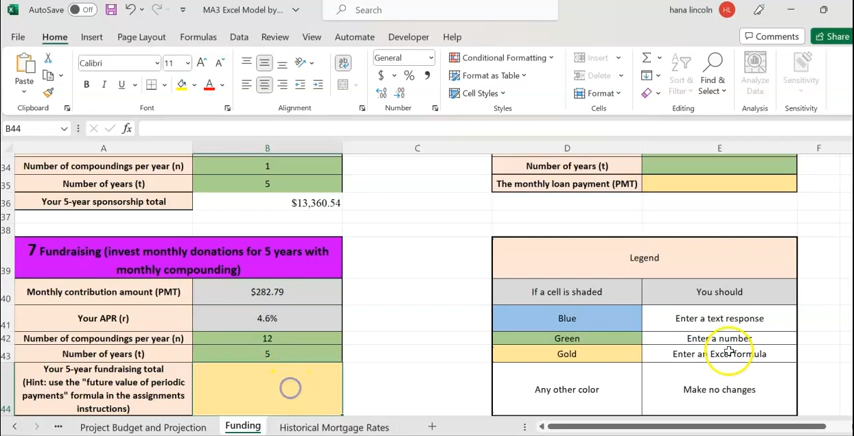 AutoSave Off MA3 Excel Model by... Search hana lincoln HL
File Home Insert Page Layout Formulas Data Review View Automate Developer Help Comments Share
Paste Calibri 11 A A General Conditional Formatting Insert Sort & Find & Analyze Sensitivity
B I U A $ % 9 Format as Table Delete Filter Select Data
Cell Styles Format
Clipboard Font Alignment Number Styles Cells Editing Analysis Sensitivity
B44 fx
A B C D E F
34 Number of compoundings per year (n) 1 Number of years (t)
35 Number of years (t) 5 The monthly loan payment (PMT)
36 Your 5-year sponsorship total $13,360.54
37
38
7 Fundraising (invest monthly donations for 5 years with
39 monthly compounding) Legend
40 Monthly contribution amount (PMT) $282.79 If a cell is shaded You should
41 Your APR (r) 4.6% Blue Enter a text response
42 Number of compoundings per year (n) 12 Green Enter a number
43 Number of years (t) 5 Gold Enter an Excel formula
Your 5-year fundraising total
(Hint: use the "future value of periodic Any other color Make no changes
payments" formula in the assignments
44 instructions)
... Project Budget and Projection Funding Historical Mortgage Rates +